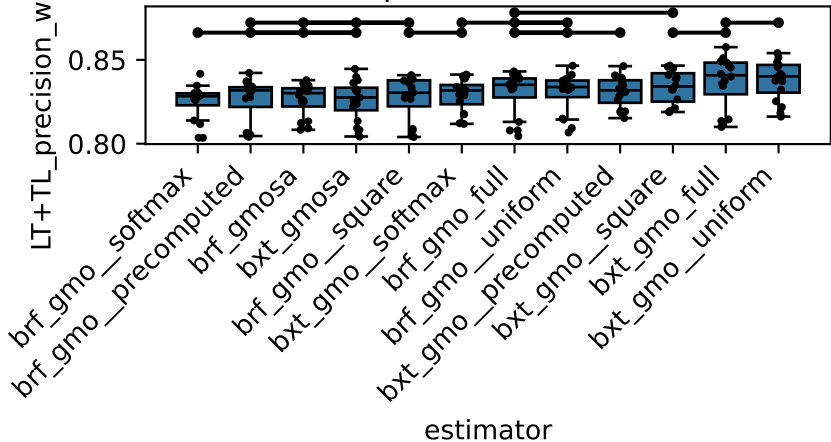 LT+TL_precision_w
0.85
0.80
brf_gmo__softmax
brf_gmo__precomputed
brf_gmosa
bxt_gmosa
brf_gmo__square
bxt_gmo__softmax
brf_gmo_full
brf_gmo__uniform
bxt_gmo__precomputed
bxt_gmo__square
bxt_gmo_full
bxt_gmo__uniform
estimator